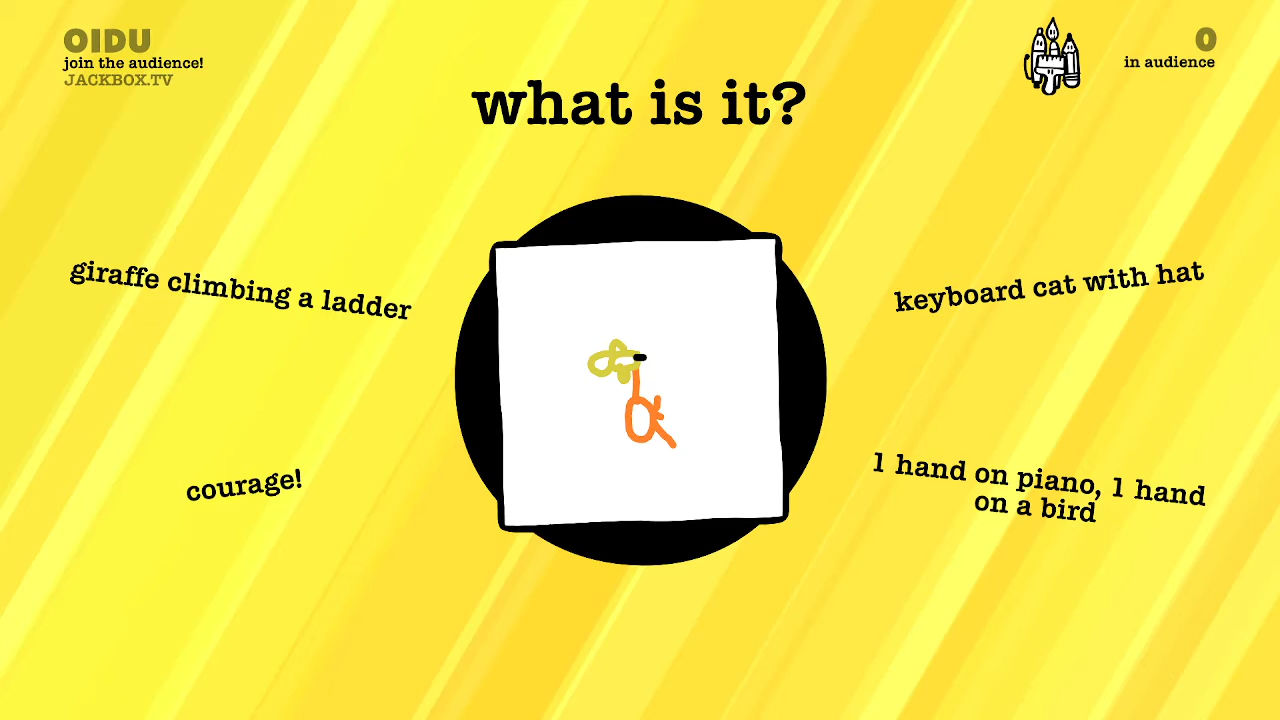 OIDU
join the audience!
JACKBOX.TV
0
in audience
what is it?
giraffe climbing a ladder
keyboard cat with hat
courage!
1 hand on piano, 1 hand
on a bird